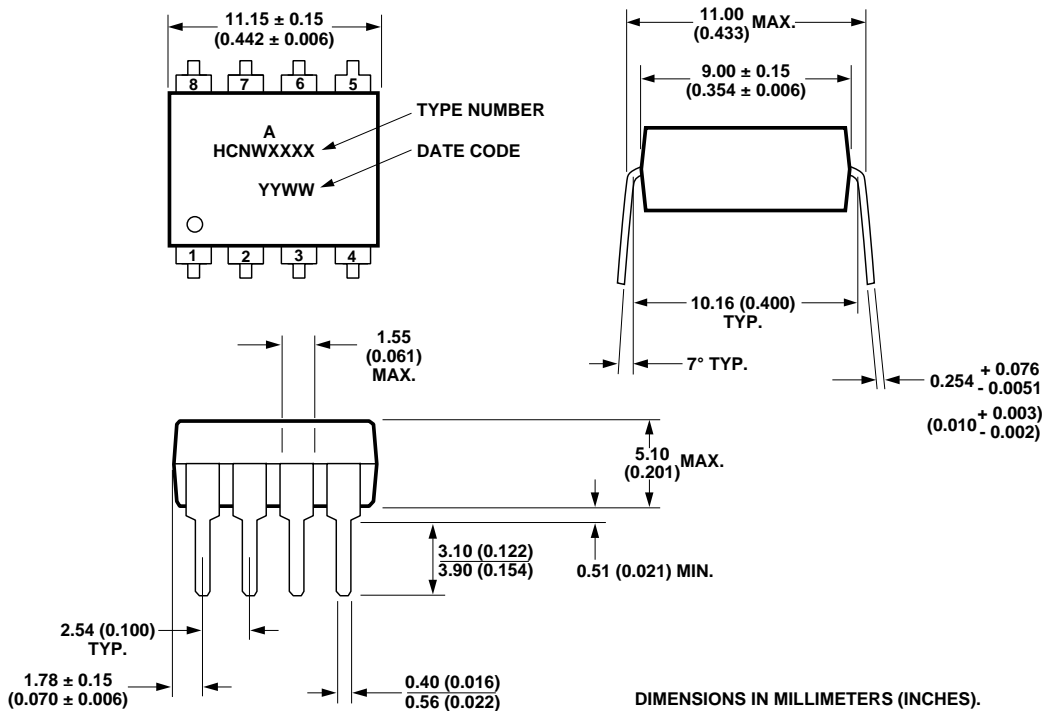 11.15 ± 0.15
(0.442 ± 0.006)
8 7 6 5
A
HCNWXXXX
YYWW
TYPE NUMBER
DATE CODE
1 2 3 4
11.00
(0.433) MAX.
9.00 ± 0.15
(0.354 ± 0.006)
10.16 (0.400)
TYP.
7° TYP.
0.254 + 0.076
- 0.0051
(0.010 + 0.003)
- 0.002)
1.55
(0.061)
MAX.
5.10
(0.201) MAX.
3.10 (0.122)
3.90 (0.154)
0.51 (0.021) MIN.
2.54 (0.100)
TYP.
1.78 ± 0.15
(0.070 ± 0.006)
0.40 (0.016)
0.56 (0.022)
DIMENSIONS IN MILLIMETERS (INCHES).